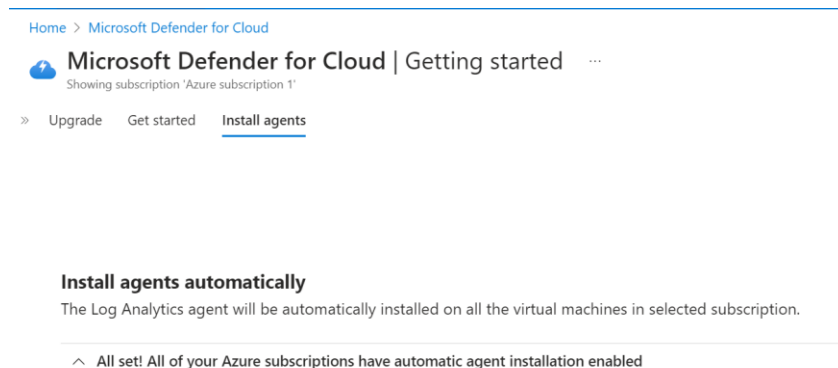 Home > Microsoft Defender for Cloud
Microsoft Defender for Cloud | Getting started ...
Showing subscription 'Azure subscription 1'
» Upgrade Get started Install agents
Install agents automatically
The Log Analytics agent will be automatically installed on all the virtual machines in selected subscription.
All set! All of your Azure subscriptions have automatic agent installation enabled